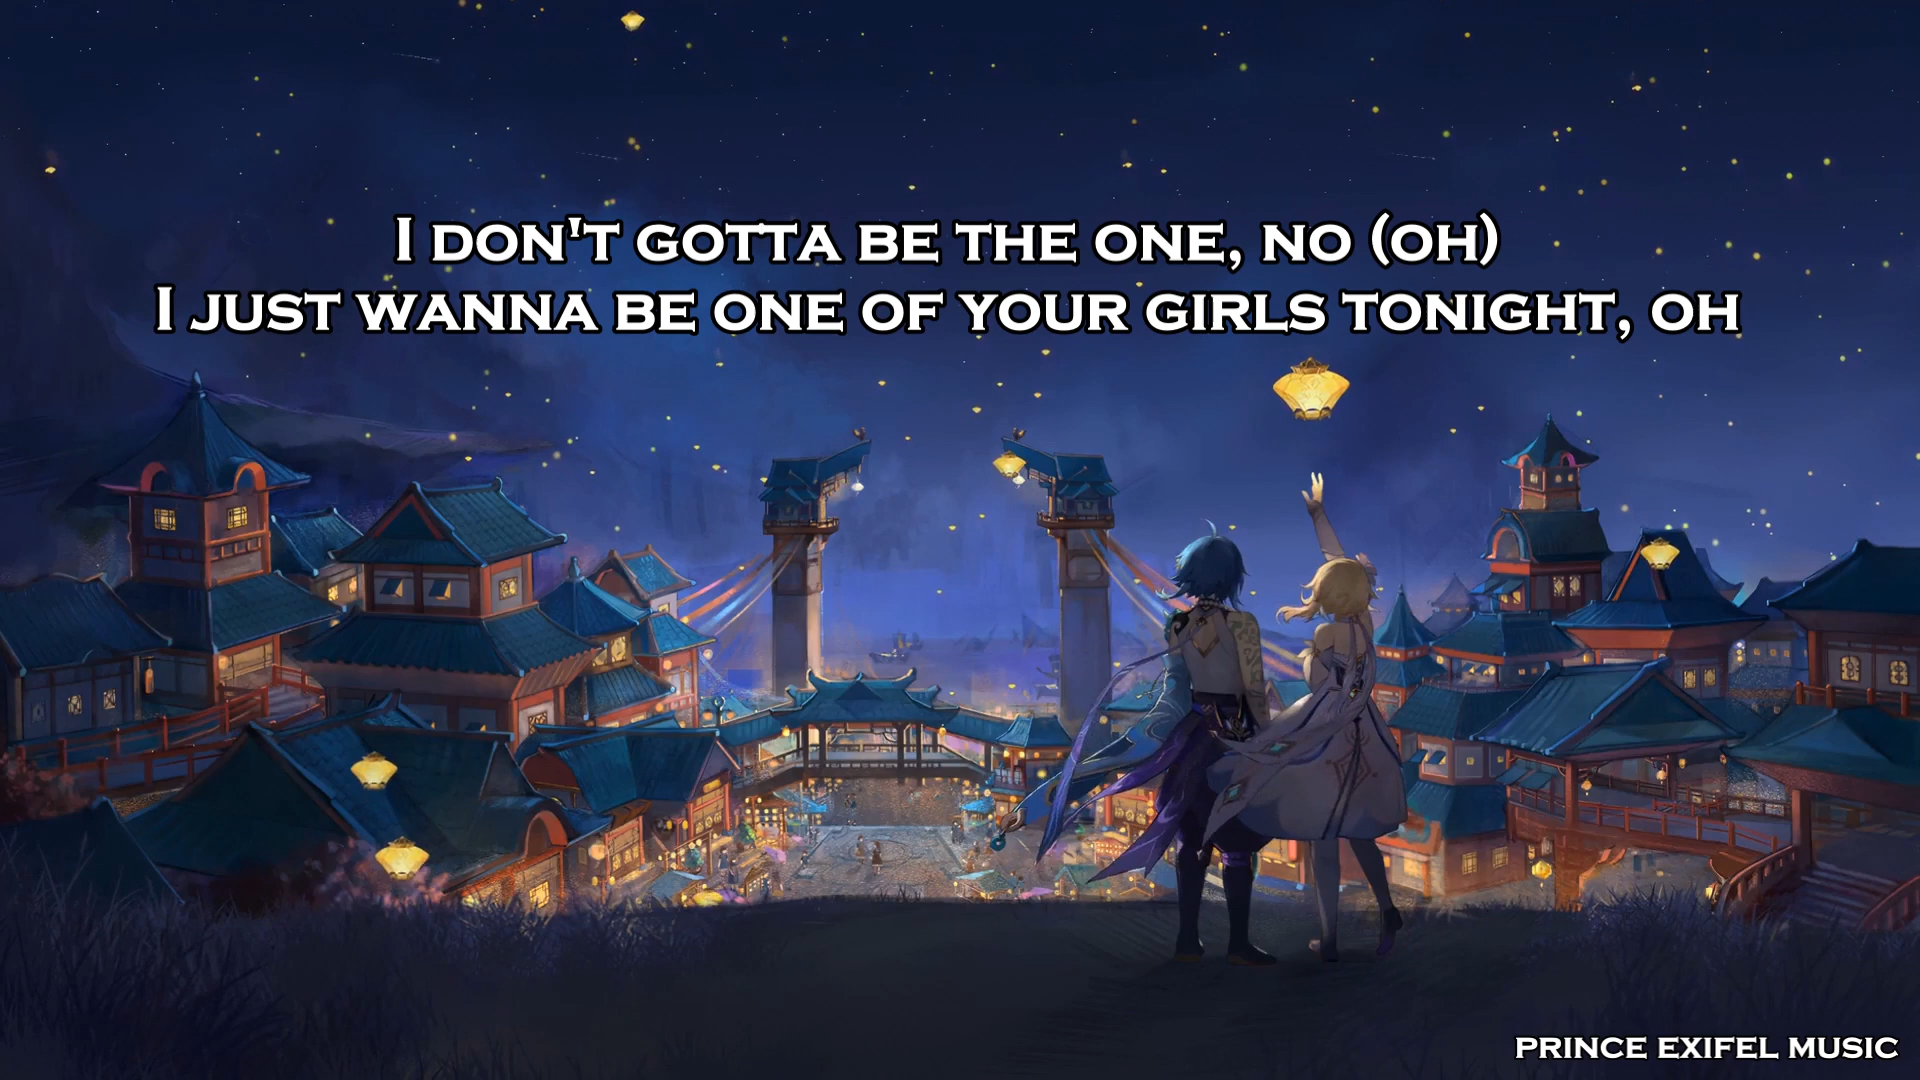 I DON'T GOTTA BE THE ONE, NO (OH)
I JUST WANNA BE ONE OF YOUR GIRLS TONIGHT, OH
PRINCE EXIFEL MUSIC